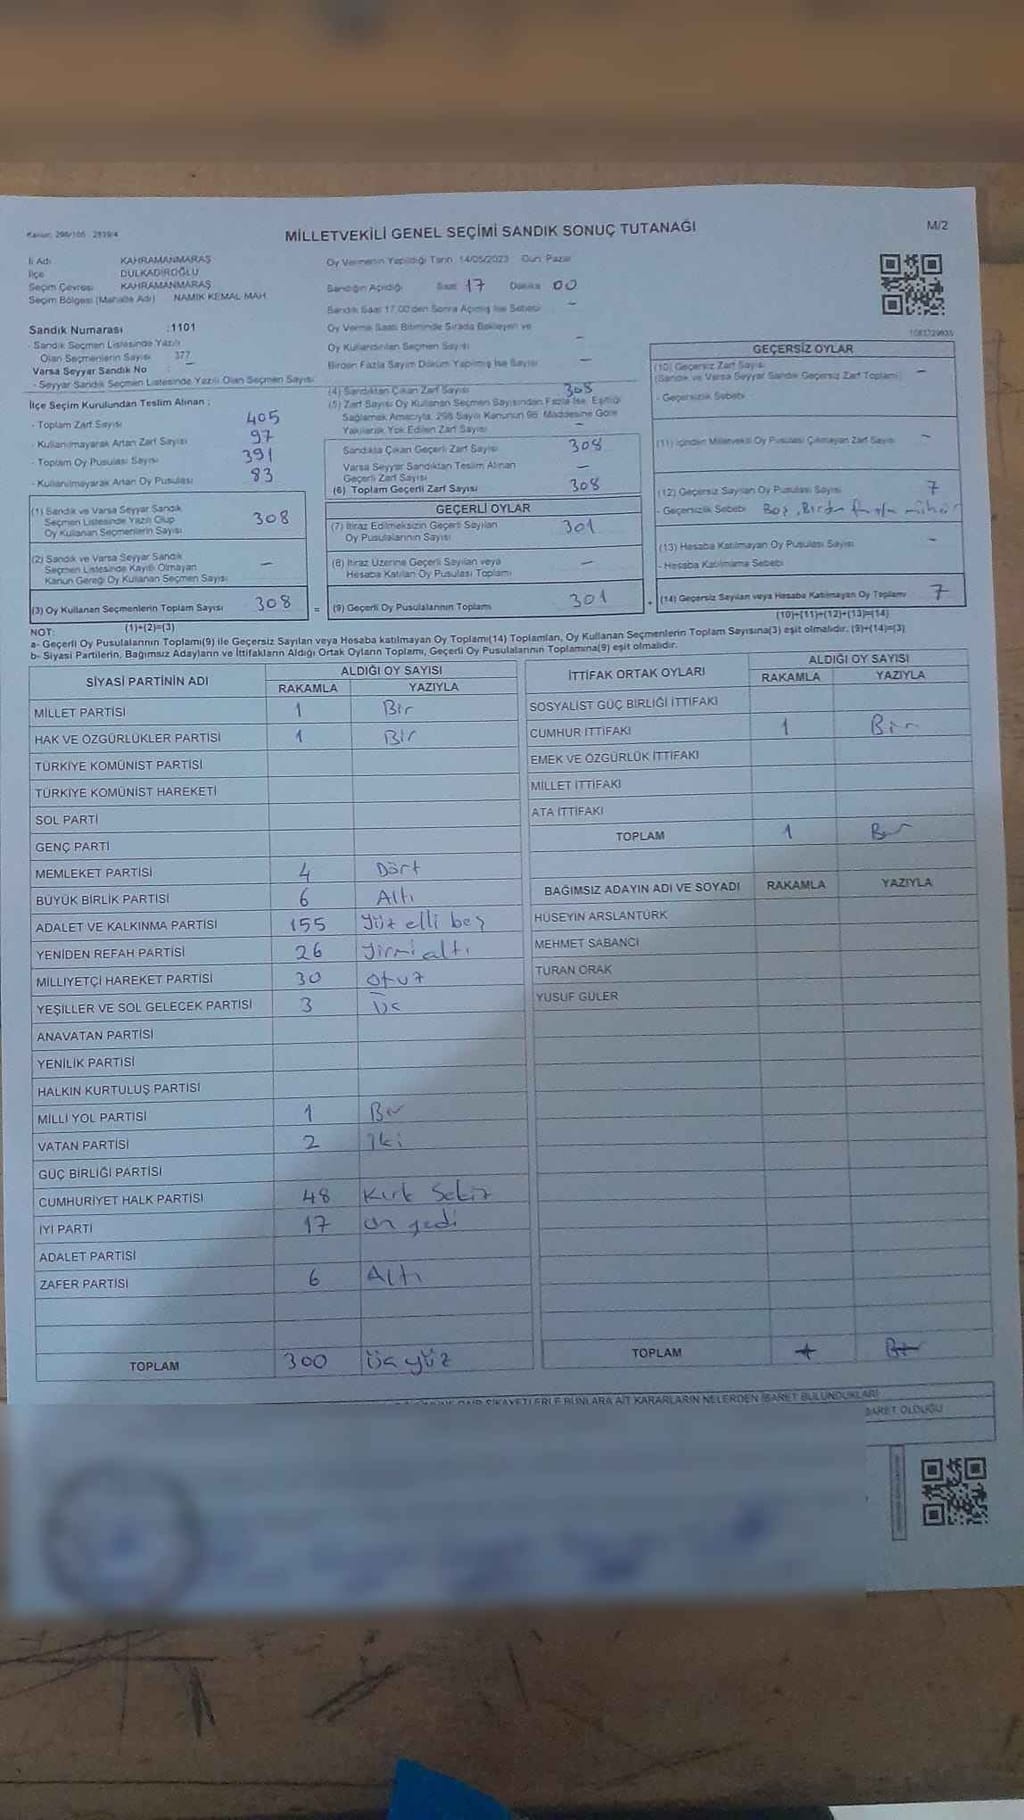 Kanun: 298/105 - 2839/4
MİLLETVEKİLİ GENEL SEÇİMİ SANDIK SONUÇ TUTANAĞI
M/2
İl Adı KAHRAMANMARAŞ
İlçe DULKADİROĞLU
Seçim Çevresi KAHRAMANMARAŞ
Seçim Bölgesi (Mahalle Adı) NAMIK KEMAL MAH
Oy Vermenin Yapıldığı Tarih: 14/05/2023 Gün: Pazar
Sandığın Açıldığı Saat 17 Dakika 00
Sandık Saat 17.00'den Sonra Açılmış İse Sebebi –
Oy Verme Saati Bitiminde Sırada Bekleyen ve
Oy Kullandırılan Seçmen Sayısı –
Birden Fazla Sayım Döküm Yapılmış İse Sayısı –
Sandık Numarası :1101
- Sandık Seçmen Listesinde Yazılı
Olan Seçmenlerin Sayısı 377
Varsa Seyyar Sandık No –
- Seyyar Sandık Seçmen Listesinde Yazılı Olan Seçmen Sayısı
İlçe Seçim Kurulundan Teslim Alınan :
- Toplam Zarf Sayısı 405
- Kullanılmayarak Artan Zarf Sayısı 97
- Toplam Oy Pusulası Sayısı 391
- Kullanılmayarak Artan Oy Pusulası 83
(4) Sandıktan Çıkan Zarf Sayısı 308
(5) Zarf Sayısı Oy Kullanan Seçmen Sayısından Fazla İse, Eşitliği
Sağlamak Amacıyla, 298 Sayılı Kanunun 98. Maddesine Göre
Yakılarak Yok Edilen Zarf Sayısı –
Sandıkta Çıkan Geçerli Zarf Sayısı 308
Varsa Seyyar Sandıktan Teslim Alınan
Geçerli Zarf Sayısı –
(6) Toplam Geçerli Zarf Sayısı 308
GEÇERSİZ OYLAR
(10) Geçersiz Zarf Sayısı –
(Sandık ve Varsa Seyyar Sandık Geçersiz Zarf Toplamı)
- Geçersizlik Sebebi
(11) İçinden Milletvekili Oy Pusulası Çıkmayan Zarf Sayısı –
(12) Geçersiz Sayılan Oy Pusulası Sayısı 7
- Geçersizlik Sebebi Boş, Birden fazla mühür
(13) Hesaba Katılmayan Oy Pusulası Sayısı –
- Hesaba Katılmama Sebebi
(14) Geçersiz Sayılan veya Hesaba Katılmayan Oy Toplamı 7
(10)+(11)+(12)+(13)=(14)
(1) Sandık ve Varsa Seyyar Sandık
Seçmen Listesinde Yazılı Olup
Oy Kullanan Seçmenlerin Sayısı 308
(2) Sandık ve Varsa Seyyar Sandık
Seçmen Listesinde Kayıtlı Olmayan
Kanun Gereği Oy Kullanan Seçmen Sayısı –
(3) Oy Kullanan Seçmenlerin Toplam Sayısı 308
(1)+(2)=(3)
=
GEÇERLİ OYLAR
(7) İtiraz Edilmeksizin Geçerli Sayılan
Oy Pusulalarının Sayısı 301
(8) İtiraz Üzerine Geçerli Sayılan veya
Hesaba Katılan Oy Pusulası Toplamı –
(9) Geçerli Oy Pusulalarının Toplamı 301
+
NOT:
a- Geçerli Oy Pusulalarının Toplamı(9) ile Geçersiz Sayılan veya Hesaba katılmayan Oy Toplamı(14) Toplamları, Oy Kullanan Seçmenlerin Toplam Sayısına(3) eşit olmalıdır. (9)+(14)=(3)
b- Siyasi Partilerin, Bağımsız Adayların ve İttifakların Aldığı Ortak Oyların Toplamı, Geçerli Oy Pusulalarının Toplamına(9) eşit olmalıdır.
SİYASİ PARTİNİN ADI ALDIĞI OY SAYISI
RAKAMLA YAZIYLA
MİLLET PARTİSİ 1 Bir
HAK VE ÖZGÜRLÜKLER PARTİSİ 1 Bir
TÜRKİYE KOMÜNİST PARTİSİ
TÜRKİYE KOMÜNİST HAREKETİ
SOL PARTİ
GENÇ PARTİ
MEMLEKET PARTİSİ 4 Dört
BÜYÜK BİRLİK PARTİSİ 6 Altı
ADALET VE KALKINMA PARTİSİ 155 Yüz elli beş
YENİDEN REFAH PARTİSİ 26 Yirmi altı
MİLLİYETÇİ HAREKET PARTİSİ 30 otuz
YEŞİLLER VE SOL GELECEK PARTİSİ 3 Üç
ANAVATAN PARTİSİ
YENİLİK PARTİSİ
HALKIN KURTULUŞ PARTİSİ
MİLLİ YOL PARTİSİ 1 Bir
VATAN PARTİSİ 2 iki
GÜÇ BİRLİĞİ PARTİSİ
CUMHURİYET HALK PARTİSİ 48 Kırk Sekiz
İYİ PARTİ 17 on yedi
ADALET PARTİSİ
ZAFER PARTİSİ 6 Altı
TOPLAM 300 Üç yüz
İTTİFAK ORTAK OYLARI ALDIĞI OY SAYISI
RAKAMLA YAZIYLA
SOSYALİST GÜÇ BİRLİĞİ İTTİFAKI
CUMHUR İTTİFAKI 1 Bir
EMEK VE ÖZGÜRLÜK İTTİFAKI
MİLLET İTTİFAKI
ATA İTTİFAKI
TOPLAM 1 Bir
BAĞIMSIZ ADAYIN ADI VE SOYADI RAKAMLA YAZIYLA
HÜSEYİN ARSLANTÜRK
MEHMET SABANCI
TURAN ORAK
YUSUF GÜLER
TOPLAM
ŞİKAYETLERLE BUNLARA AİT KARARLARIN NELERDEN İBARET BULUNDUKLARI
İBARET OLDUĞU